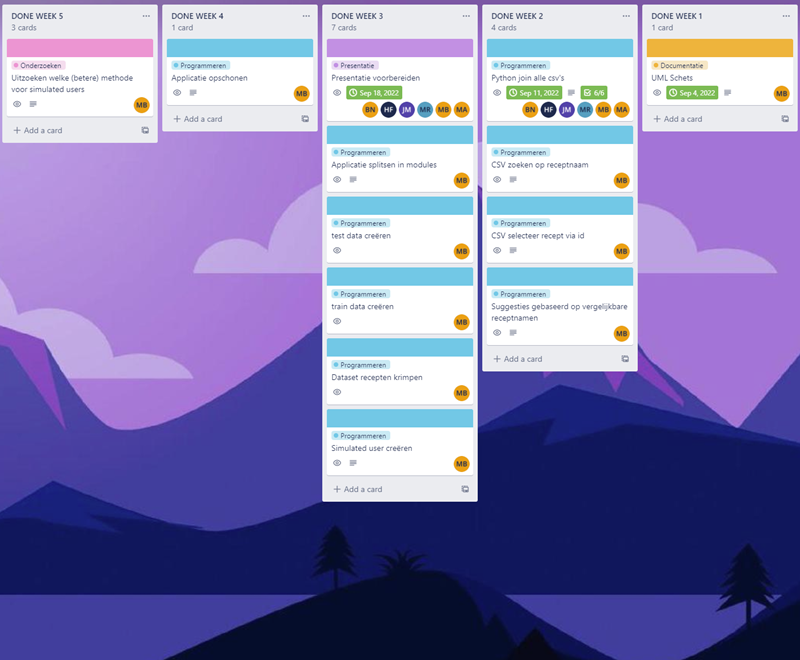 DONE WEEK 5
3 cards
Onderzoeken
Uitzoeken welke (betere) methode
voor simulated users
MB
+ Add a card
DONE WEEK 4
1 card
Programmeren
Applicatie opschonen
MB
+ Add a card
DONE WEEK 3
7 cards
Presentatie
Presentatie voorbereiden
Sep 18, 2022
BN HF JM MR MB MA
Programmeren
Applicatie splitsen in modules
MB
Programmeren
test data creëren
MB
Programmeren
train data creëren
MB
Programmeren
Dataset recepten krimpen
MB
Programmeren
Simulated user creëren
MB
+ Add a card
DONE WEEK 2
4 cards
Programmeren
Python join alle csv's
Sep 11, 2022 6/6
BN HF JM MR MB MA
Programmeren
CSV zoeken op receptnaam
MB
Programmeren
CSV selecteer recept via id
MB
Programmeren
Suggesties gebaseerd op vergelijkbare
receptnamen
MB
+ Add a card
DONE WEEK 1
1 card
Documentatie
UML Schets
Sep 4, 2022
MB
+ Add a card